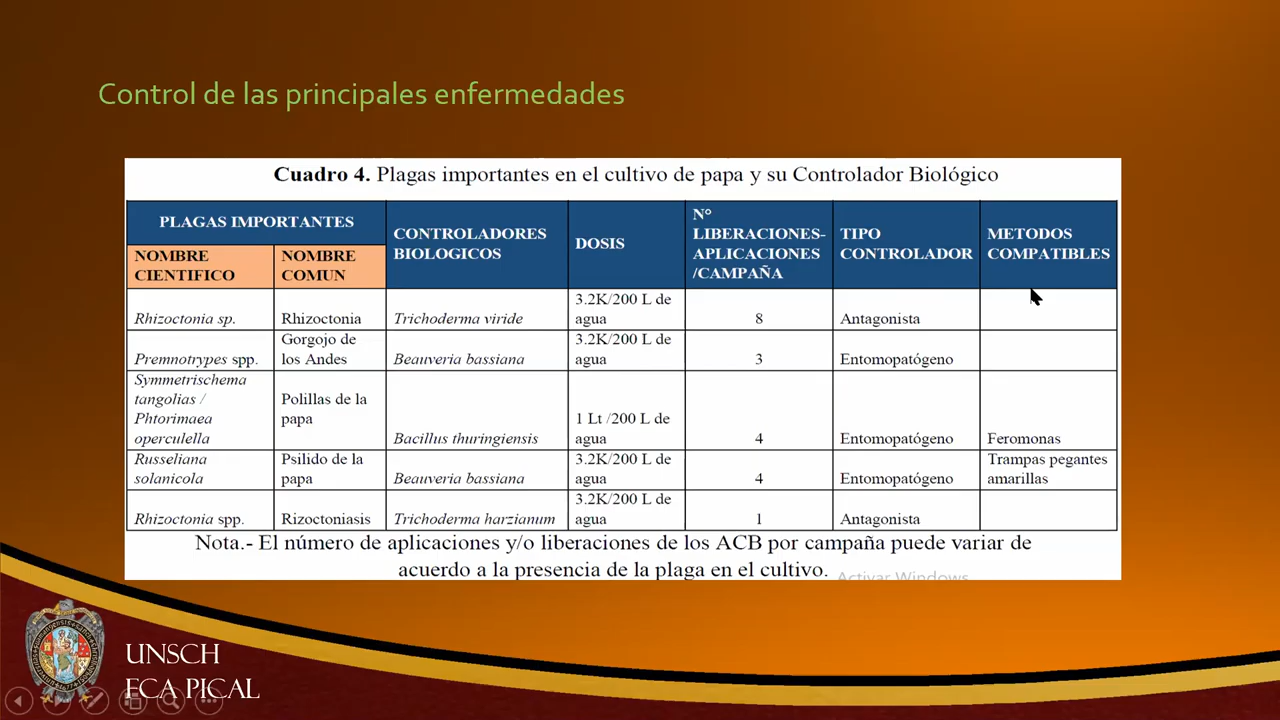 Control de las principales enfermedades
Cuadro 4. Plagas importantes en el cultivo de papa y su Controlador Biológico
PLAGAS IMPORTANTES
NOMBRE CIENTIFICO
NOMBRE COMUN
CONTROLADORES BIOLOGICOS
DOSIS
N° LIBERACIONES-APLICACIONES /CAMPAÑA
TIPO CONTROLADOR
METODOS COMPATIBLES
Rhizoctonia sp. Rhizoctonia Trichoderma viride 3.2K/200 L de agua 8 Antagonista
Premnotrypes spp. Gorgojo de los Andes Beauveria bassiana 3.2K/200 L de agua 3 Entomopatógeno
Symmetrischema tangolias / Phtorimaea operculella Polillas de la papa Bacillus thuringiensis 1 Lt /200 L de agua 4 Entomopatógeno Feromonas
Russeliana solanicola Psilido de la papa Beauveria bassiana 3.2K/200 L de agua 4 Entomopatógeno Trampas pegantes amarillas
Rhizoctonia spp. Rizoctoniasis Trichoderma harzianum 3.2K/200 L de agua 1 Antagonista
Nota.- El número de aplicaciones y/o liberaciones de los ACB por campaña puede variar de
acuerdo a la presencia de la plaga en el cultivo.
Activar Windows
UNSCH
FCA PICAL